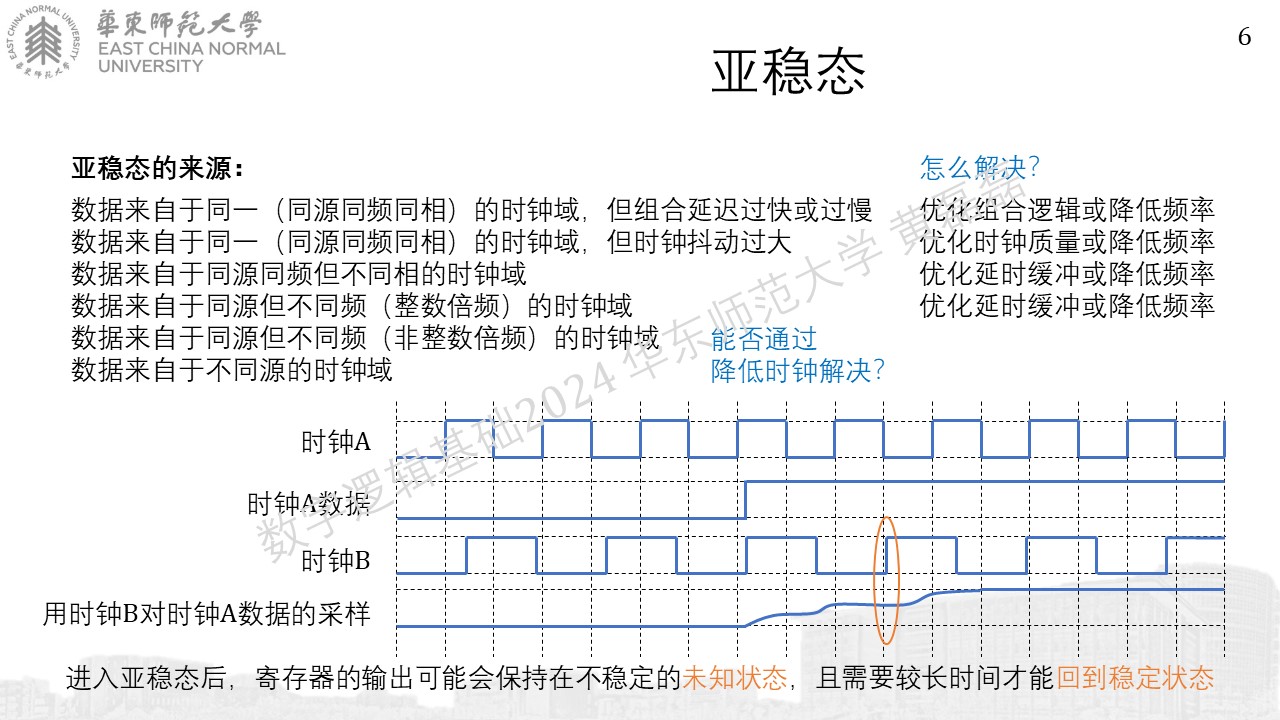 華東師范大學
EAST CHINA NORMAL
UNIVERSITY
EAST CHINA NORMAL UNIVERSITY
華東师范大学
6
亚稳态
亚稳态的来源：
怎么解决？
数据来自于同一（同源同频同相）的时钟域，但组合延迟过快或过慢
优化组合逻辑或降低频率
数据来自于同一（同源同频同相）的时钟域，但时钟抖动过大
优化时钟质量或降低频率
数据来自于同源同频但不同相的时钟域
优化延时缓冲或降低频率
数据来自于同源但不同频（整数倍频）的时钟域
优化延时缓冲或降低频率
数据来自于同源但不同频（非整数倍频）的时钟域
能否通过
数据来自于不同源的时钟域
降低时钟解决？
时钟A
时钟A数据
时钟B
用时钟B对时钟A数据的采样
进入亚稳态后，寄存器的输出可能会保持在不稳定的未知状态，且需要较长时间才能回到稳定状态
数字逻辑基础2024 华东师范大学 黄磊磊